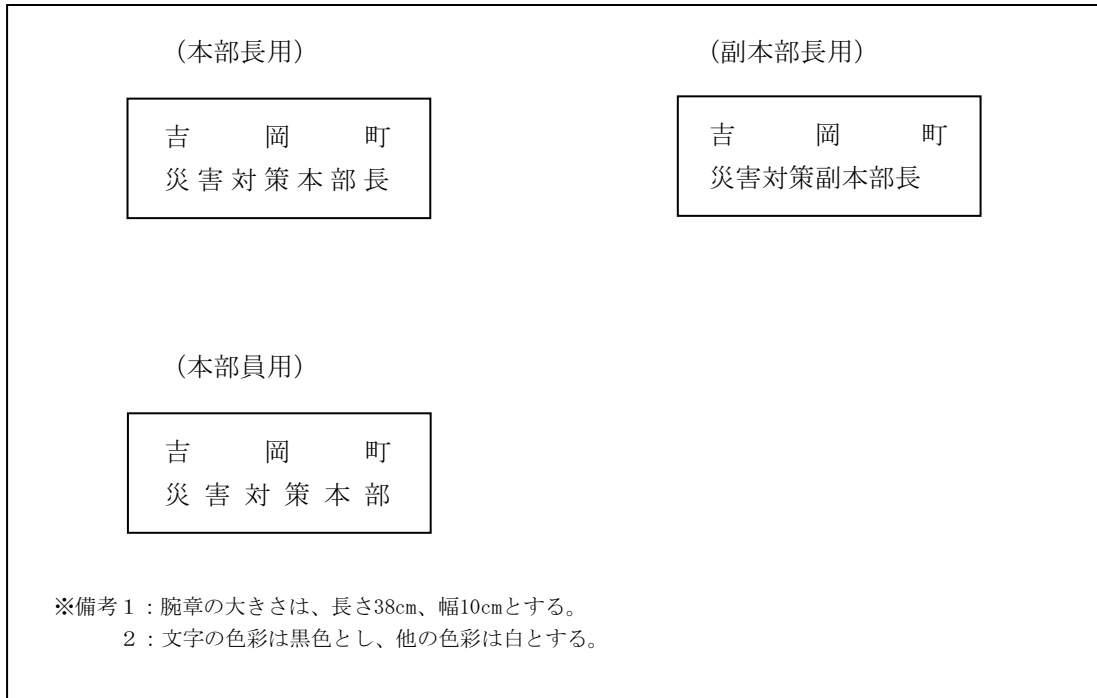 （本部長用）
吉　岡　町
災害対策本部長
（副本部長用）
吉　岡　町
災害対策副本部長
（本部員用）
吉　岡　町
災害対策本部
※備考１：腕章の大きさは、長さ38cm、幅10cmとする。
２：文字の色彩は黒色とし、他の色彩は白とする。